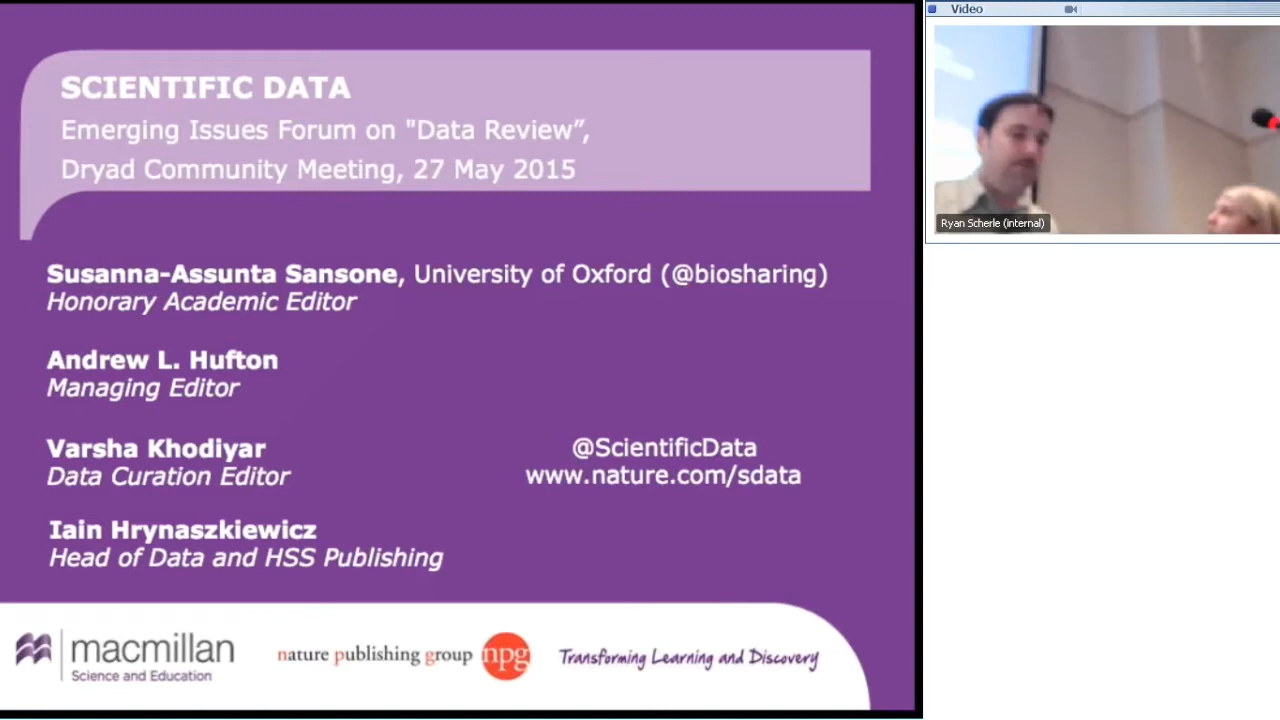 SCIENTIFIC DATA
Emerging Issues Forum on "Data Review”,
Dryad Community Meeting, 27 May 2015
Susanna-Assunta Sansone, University of Oxford (@biosharing)
Honorary Academic Editor
Andrew L. Hufton
Managing Editor
Varsha Khodiyar
Data Curation Editor
@ScientificData
www.nature.com/sdata
Iain Hrynaszkiewicz
Head of Data and HSS Publishing
macmillan
Science and Education
nature publishing group npg
Transforming Learning and Discovery
Video
Ryan Scherle (internal)